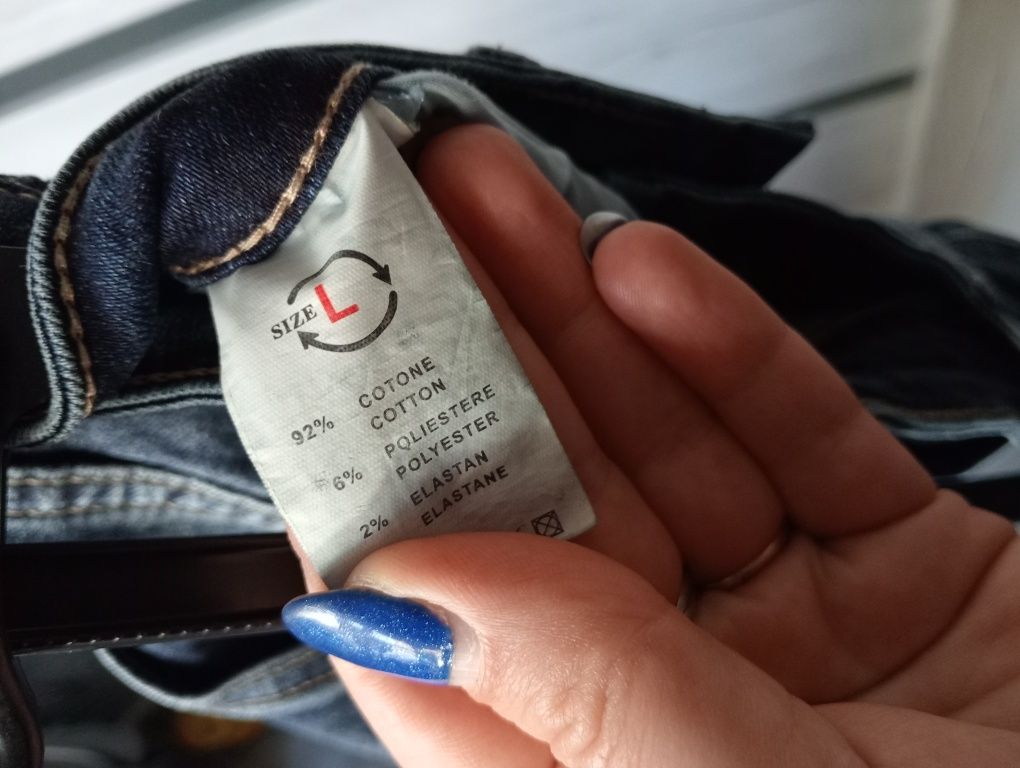 SIZE L
92% COTONE
COTTON
6% POLIESTERE
POLYESTER
2% ELASTAN
ELASTANE